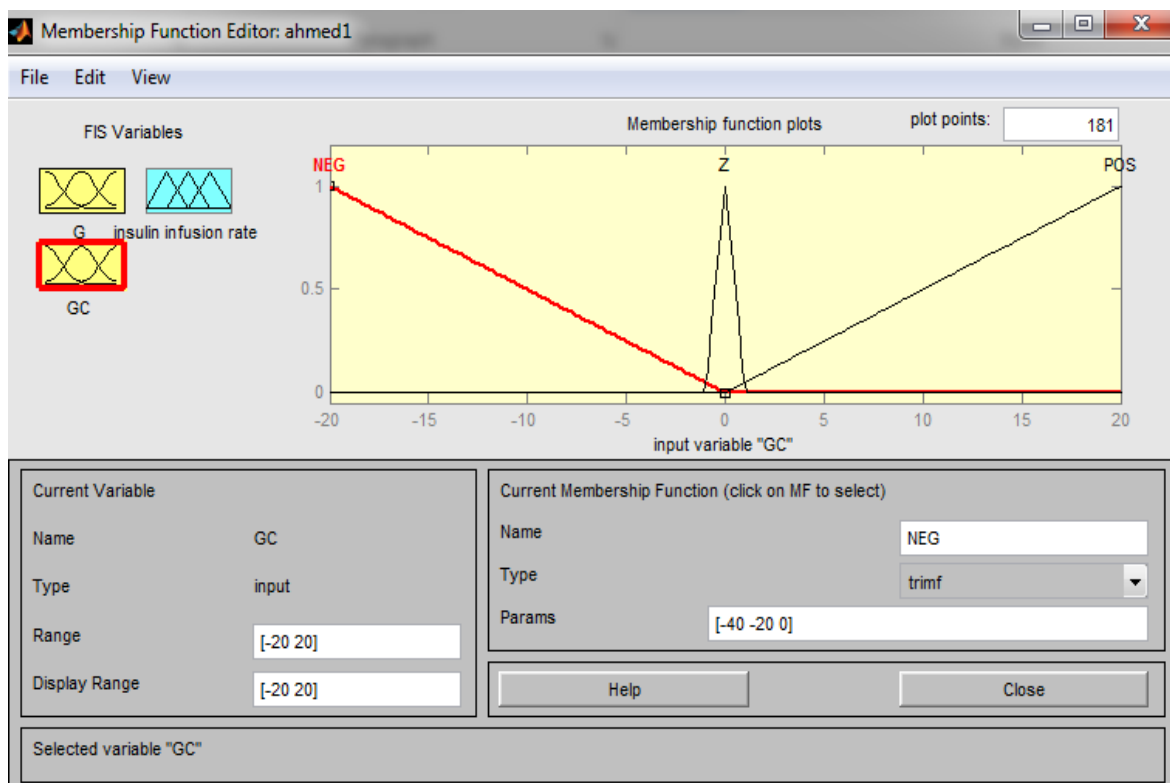 Membership Function Editor: ahmed1
File Edit View
FIS Variables
G insulin infusion rate
GC
Membership function plots plot points: 181
NEG Z POS
1
0.5
0
-20 -15 -10 -5 0 5 10 15 20
input variable "GC"
Current Variable
Name GC
Type input
Range [-20 20]
Display Range [-20 20]
Current Membership Function (click on MF to select)
Name NEG
Type trimf
Params [-40 -20 0]
Help Close
Selected variable "GC"